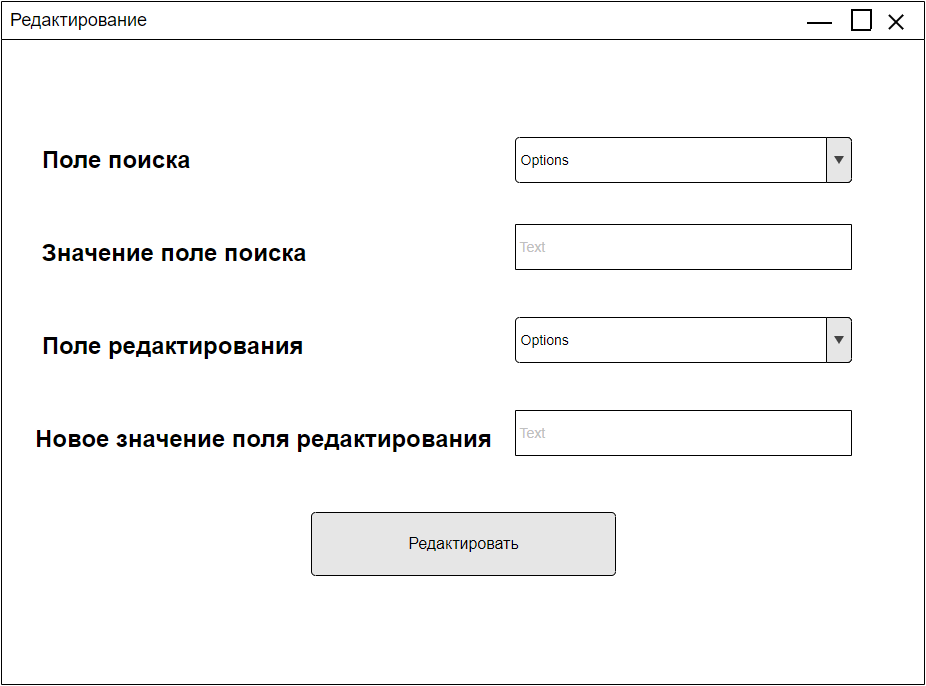 Редактирование
Поле поиска
Options
Значение поле поиска
Text
Поле редактирования
Options
Новое значение поля редактирования
Text
Редактировать